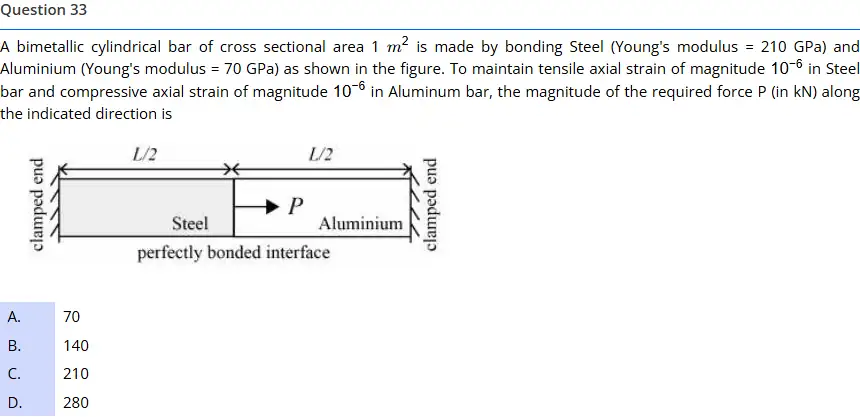 Question 33
A bimetallic cylindrical bar of cross sectional area 1 m² is made by bonding Steel (Young's modulus = 210 GPa) and
Aluminium (Young's modulus = 70 GPa) as shown in the figure. To maintain tensile axial strain of magnitude 10⁻⁶ in Steel
bar and compressive axial strain of magnitude 10⁻⁶ in Aluminum bar, the magnitude of the required force P (in kN) along
the indicated direction is
L/2 L/2
clamped end
P
Steel Aluminium
clamped end
perfectly bonded interface
A. 70
B. 140
C. 210
D. 280